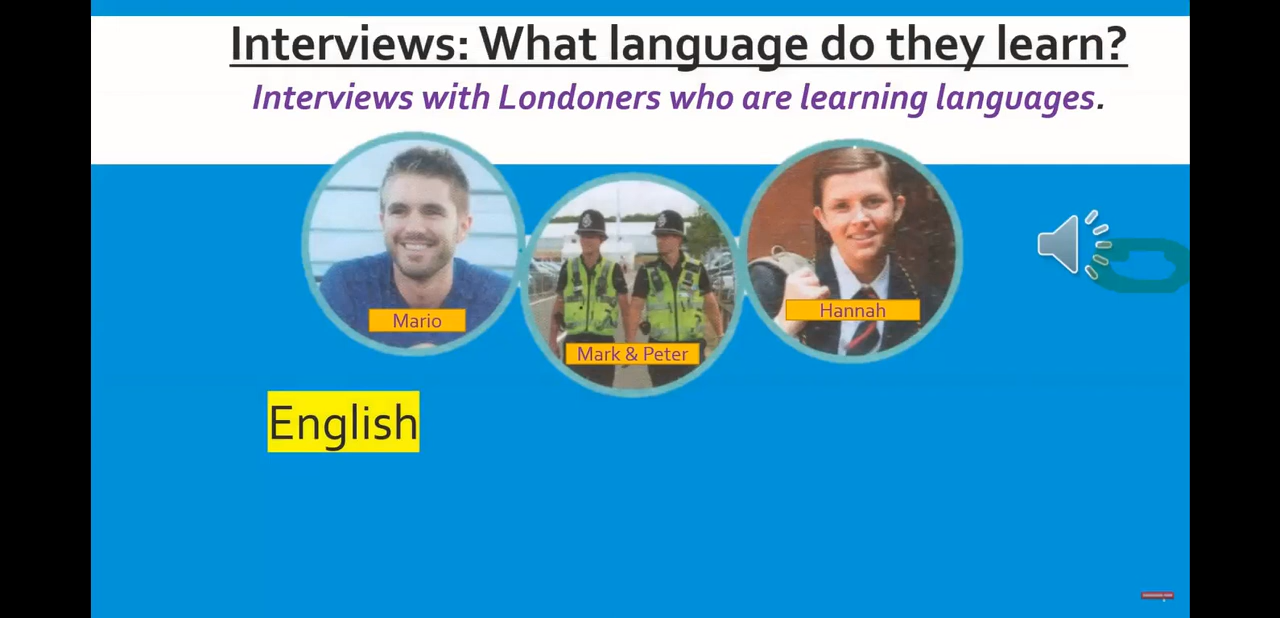 Interviews: What language do they learn?
Interviews with Londoners who are learning languages.
Mario
Mark & Peter
Hannah
English